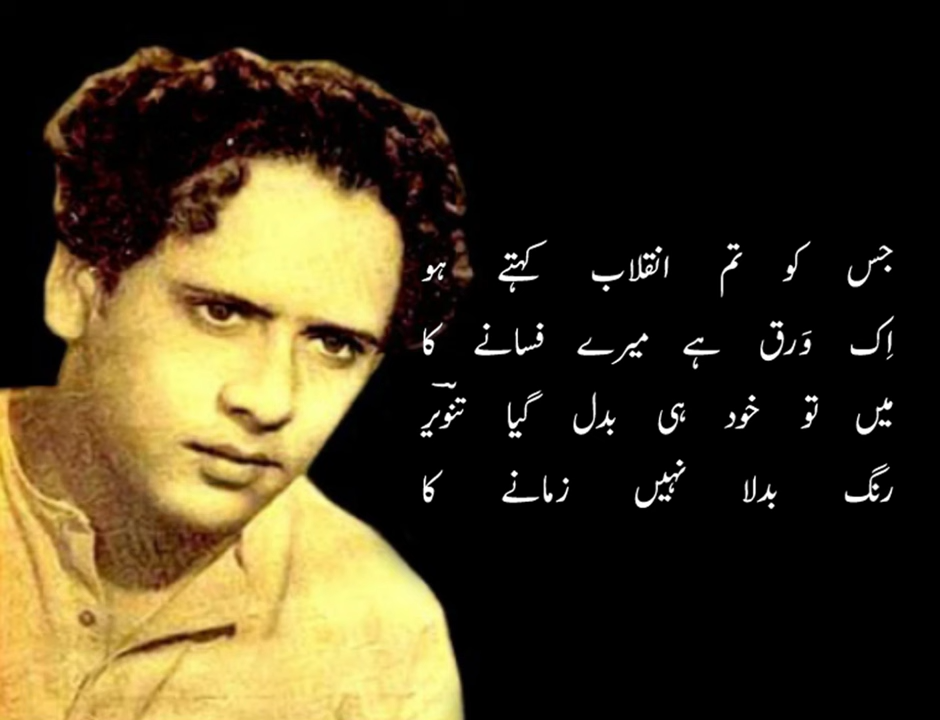 جس کو تم انقلاب کہتے ہو
اِک وَرق ہے میرے فسانے کا
میں تو خود ہی بدل گیا تنویرؔ
رنگ بدلا نہیں زمانے کا